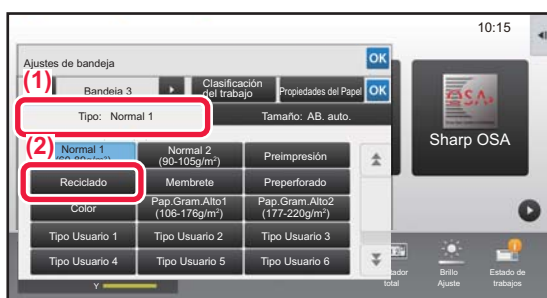 10:15
Ajustes de bandeja
OK
(1)
Bandeja 3
Clasificación
del trabajo
Propiedades del Papel
OK
Tipo: Normal 1
Tamaño: AB. auto.
Sharp OSA
(2)
Normal 1
Normal 2
(90-105g/m²)
Preimpresión
Reciclado
Membrete
Preperforado
Color
Pap.Gram.Alto1
(106-176g/m²)
Pap.Gram.Alto2
(177-220g/m²)
Tipo Usuario 1
Tipo Usuario 2
Tipo Usuario 3
Tipo Usuario 4
Tipo Usuario 5
Tipo Usuario 6
total
Brillo
Ajuste
Estado de
trabajos
Y